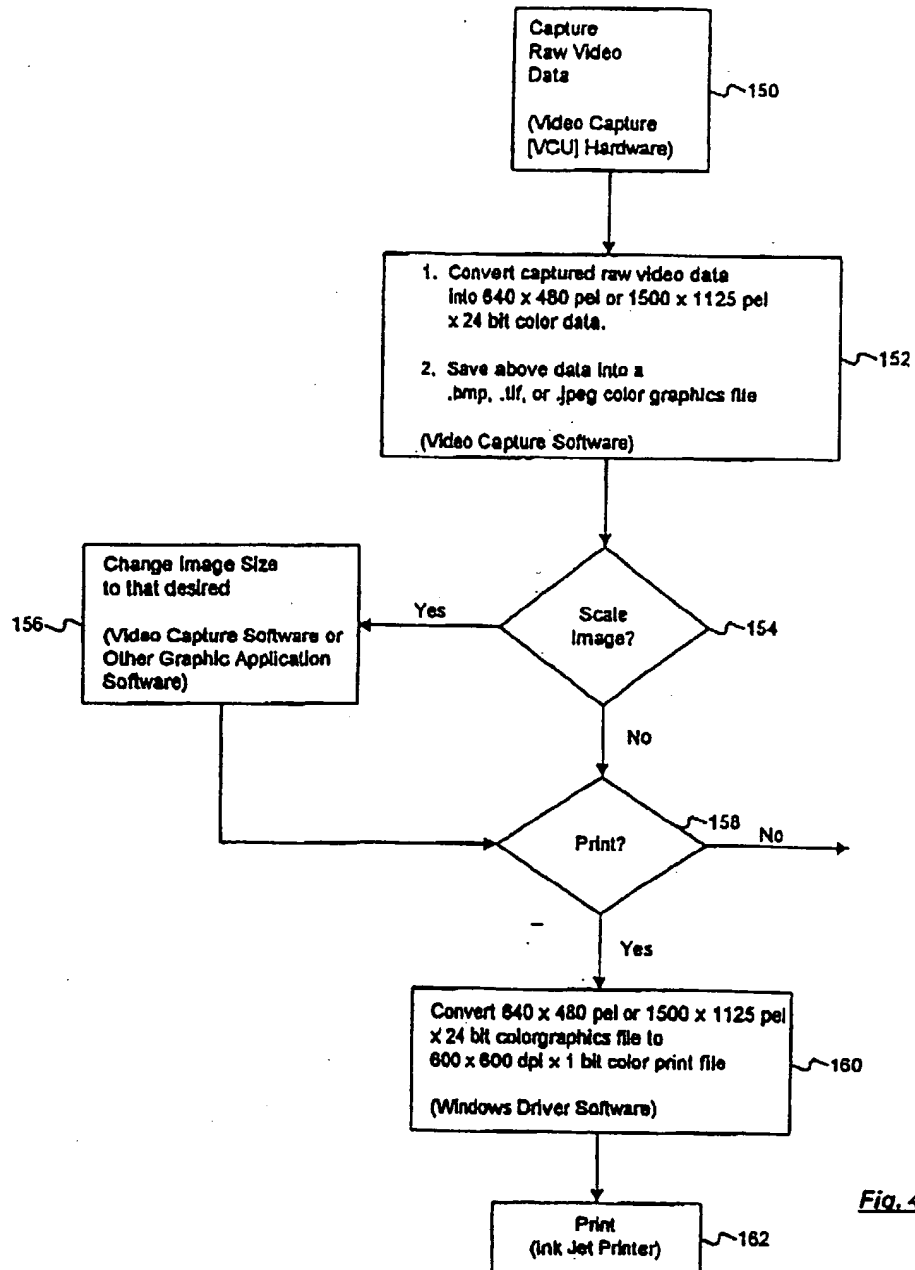 Capture
Raw Video
Data
(Video Capture
[VCU] Hardware)
150
1. Convert captured raw video data
into 640 x 480 pel or 1500 x 1125 pel
x 24 bit color data.
2. Save above data into a
.bmp, .tif, or .jpeg color graphics file
(Video Capture Software)
152
Scale
Image?
154
Yes
Change Image Size
to that desired
(Video Capture Software or
Other Graphic Application
Software)
156
No
Print?
158
No
Yes
Convert 640 x 480 pel or 1500 x 1125 pel
x 24 bit colorgraphics file to
600 x 600 dpi x 1 bit color print file
(Windows Driver Software)
160
Print
(Ink Jet Printer)
162
Fig. 4